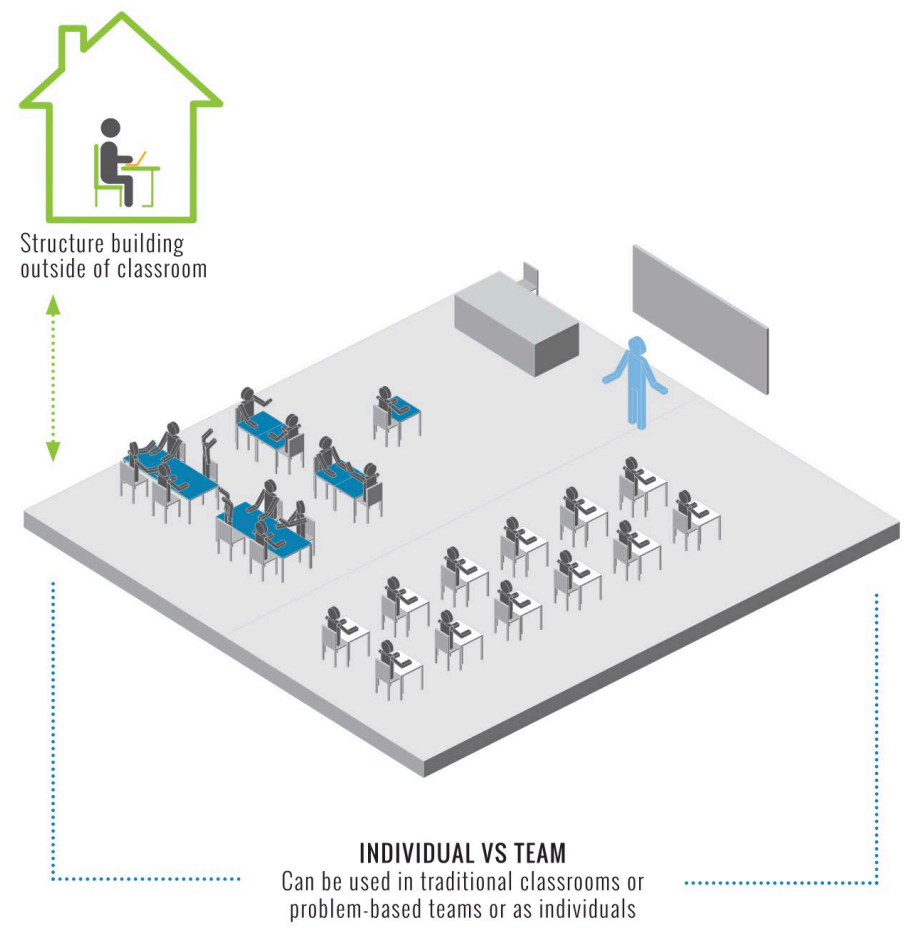 Structure building
outside of classroom
INDIVIDUAL VS TEAM
Can be used in traditional classrooms or
problem-based teams or as individuals